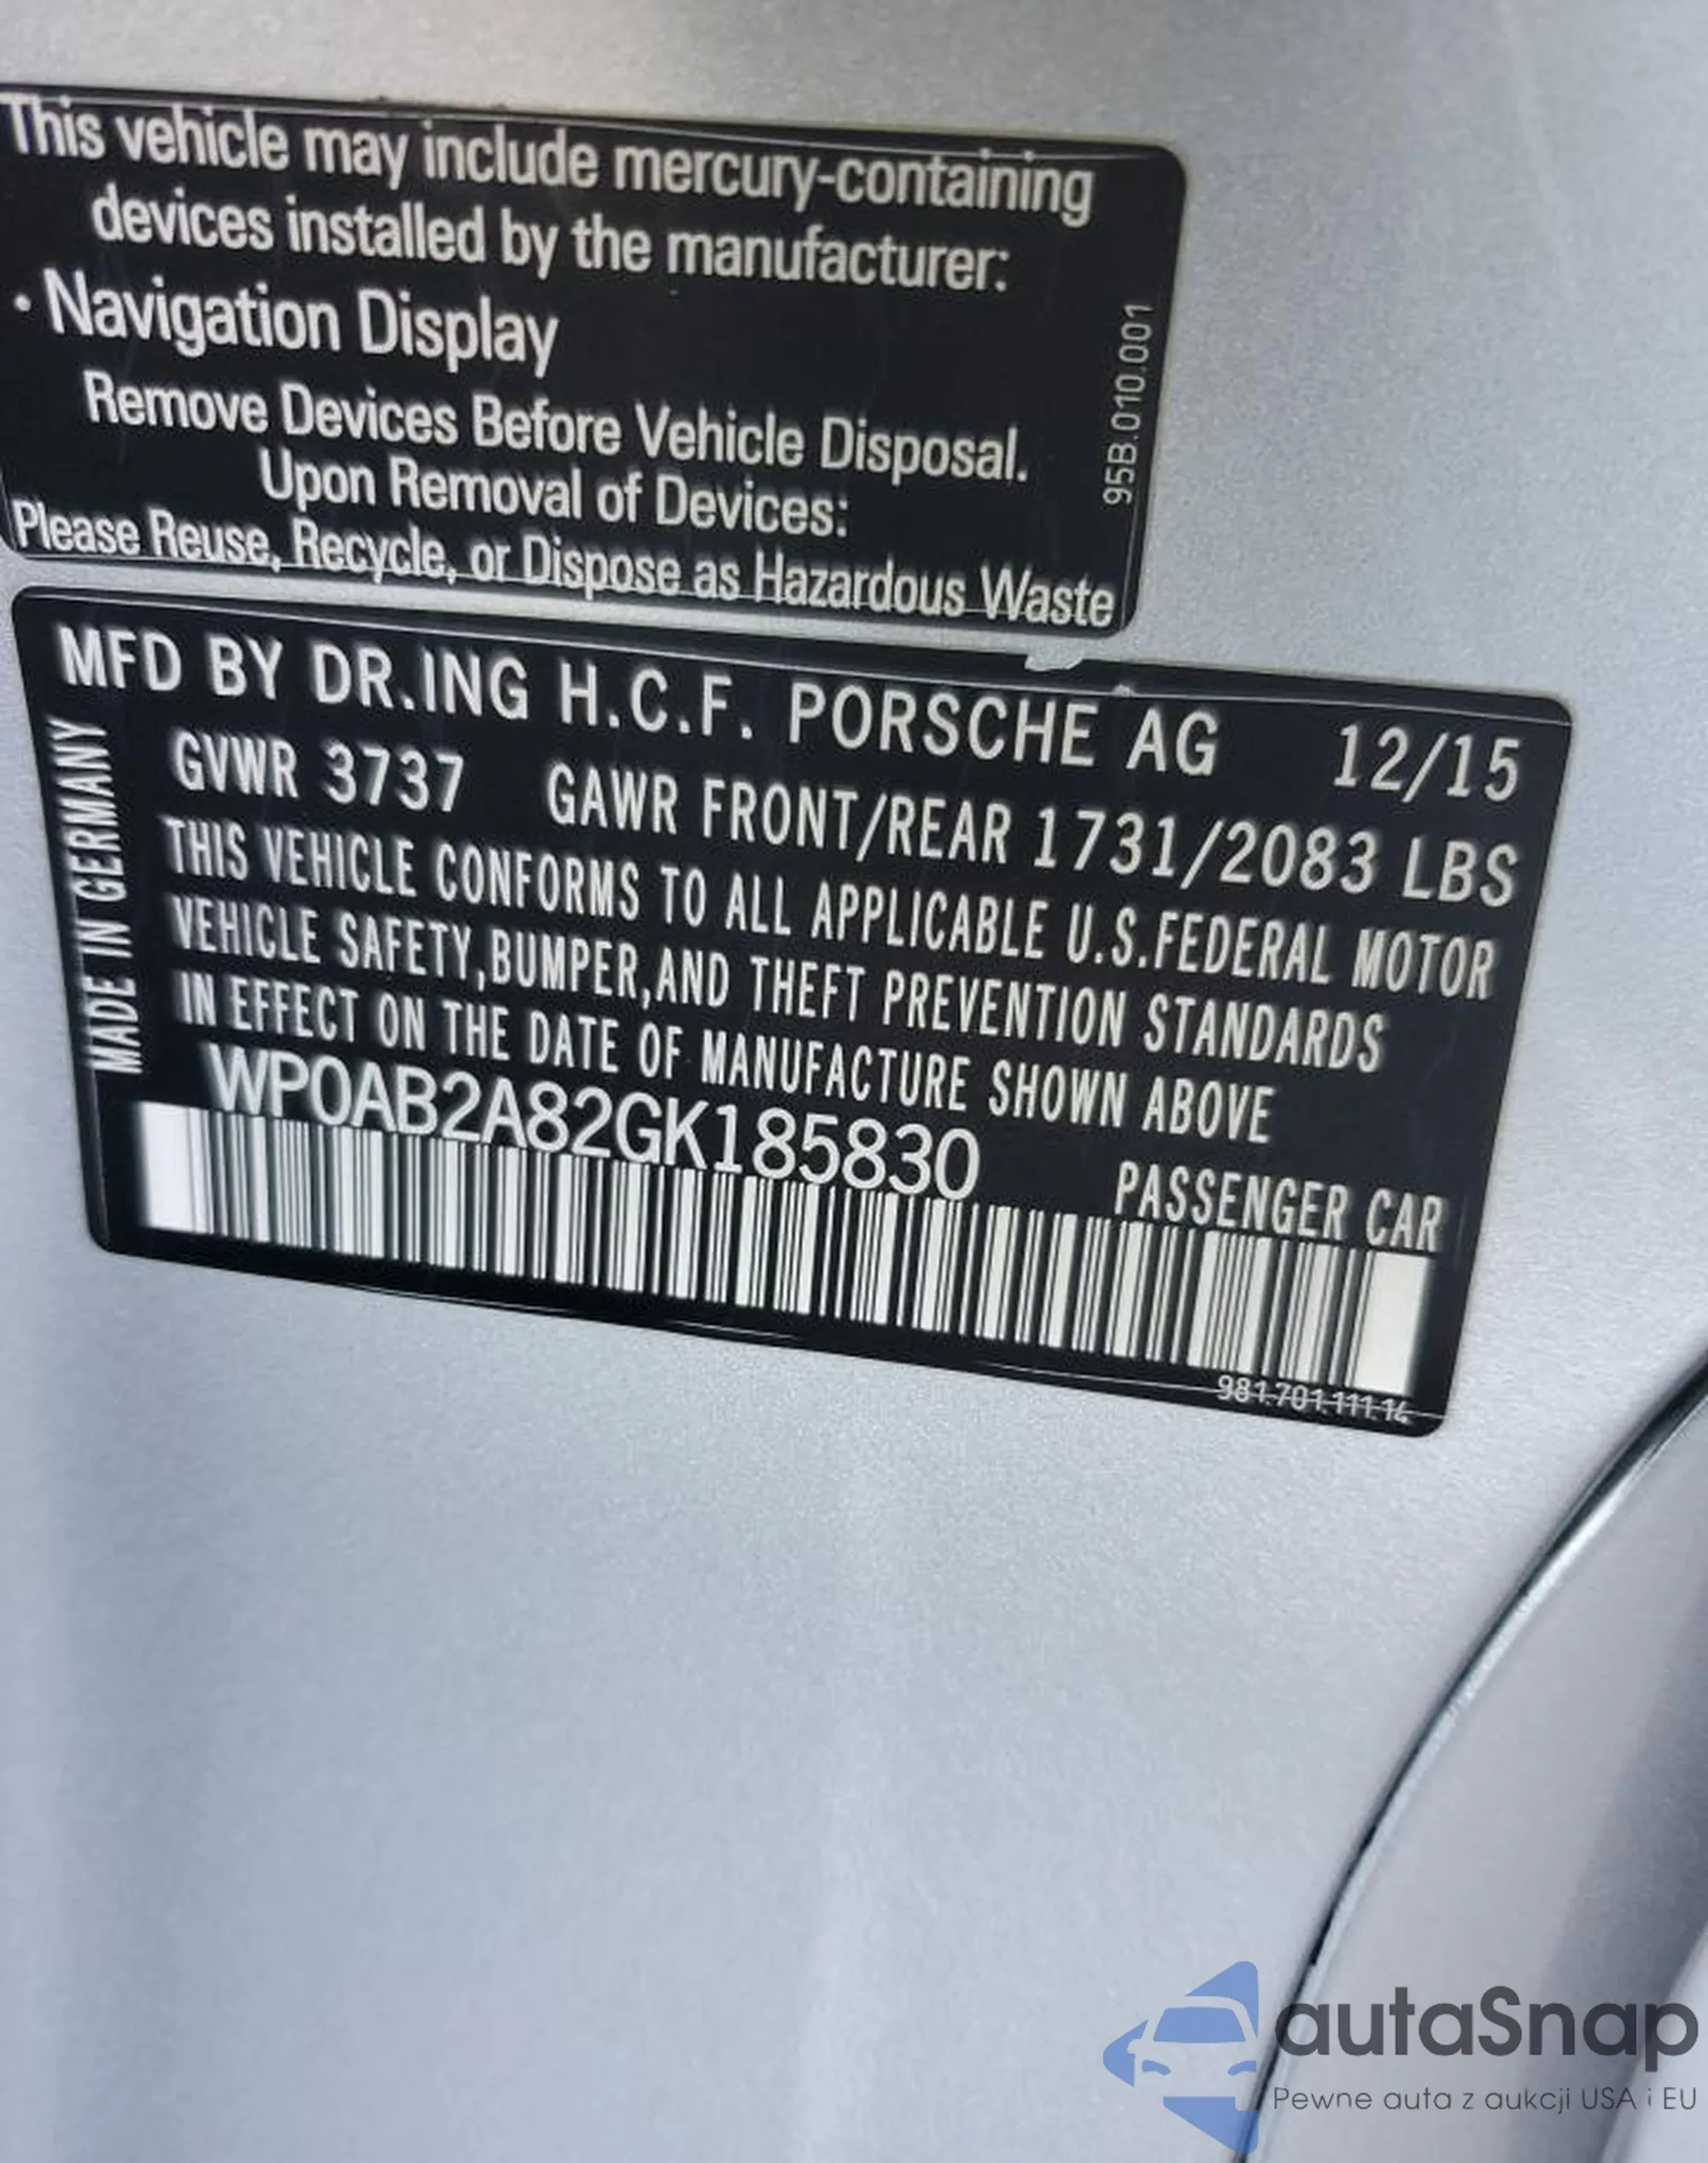 This vehicle may include mercury-containing
devices installed by the manufacturer:
· Navigation Display
Remove Devices Before Vehicle Disposal.
Upon Removal of Devices:
Please Reuse, Recycle, or Dispose as Hazardous Waste
95B.010.001
MFD BY DR.ING H.C.F. PORSCHE AG 12/15
GVWR 3737 GAWR FRONT/REAR 1731/2083 LBS
THIS VEHICLE CONFORMS TO ALL APPLICABLE U.S.FEDERAL MOTOR
VEHICLE SAFETY,BUMPER,AND THEFT PREVENTION STANDARDS
IN EFFECT ON THE DATE OF MANUFACTURE SHOWN ABOVE
WP0AB2A82GK185830
PASSENGER CAR
MADE IN GERMANY
981.701.111.14
autaSnap
Pewne auta z aukcji USA i EU